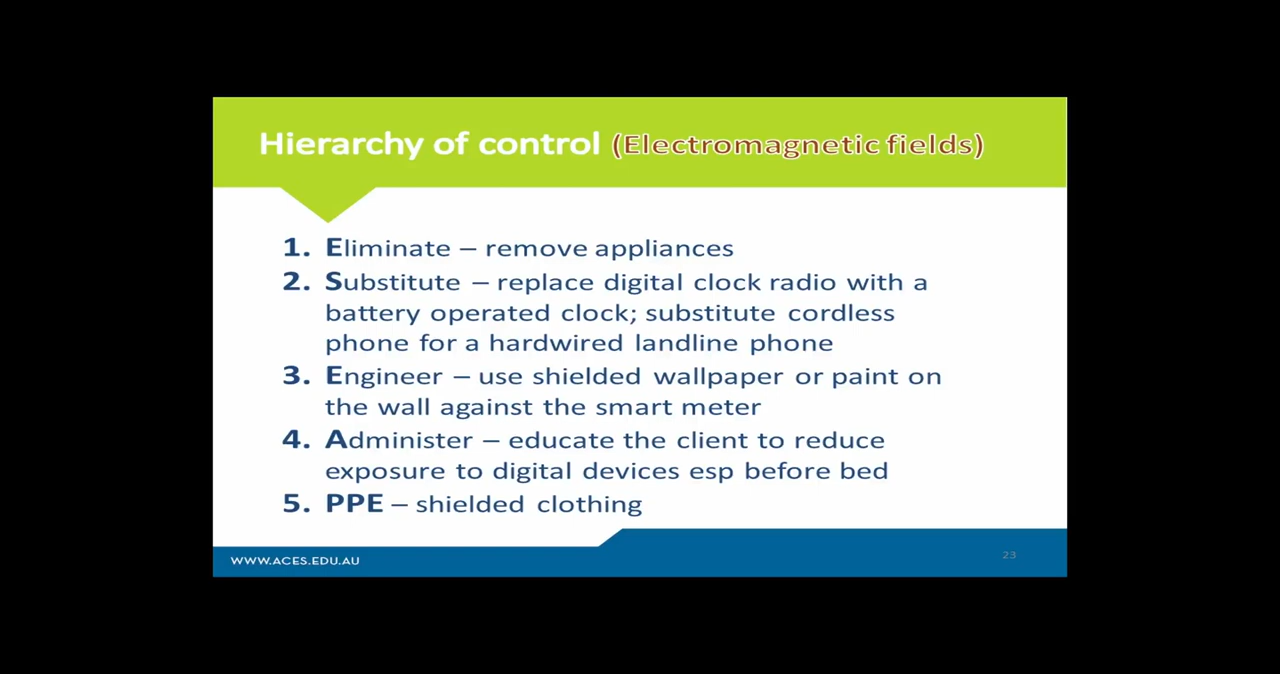 Hierarchy of control (Electromagnetic fields)
1. Eliminate – remove appliances
2. Substitute – replace digital clock radio with a
battery operated clock; substitute cordless
phone for a hardwired landline phone
3. Engineer – use shielded wallpaper or paint on
the wall against the smart meter
4. Administer – educate the client to reduce
exposure to digital devices esp before bed
5. PPE – shielded clothing
WWW.ACES.EDU.AU
23